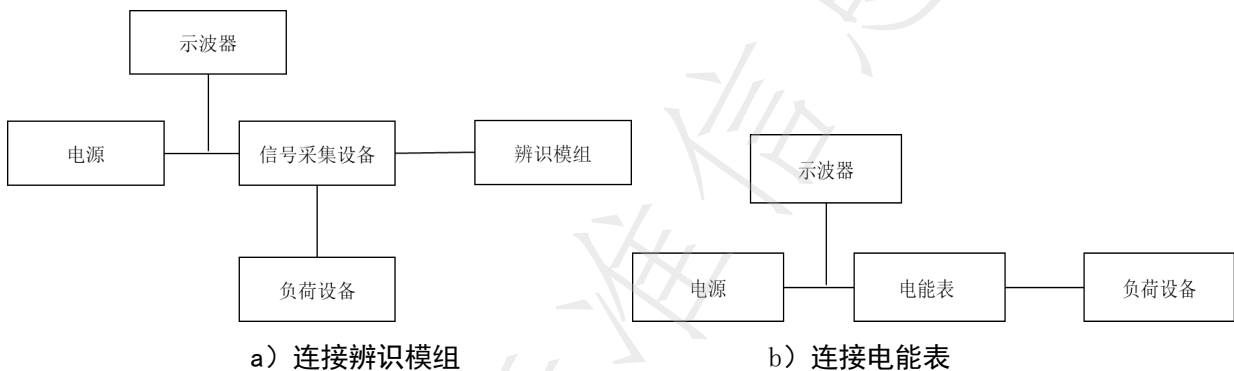 示波器
电源
信号采集设备
辨识模组
负荷设备
a）连接辨识模组
示波器
电源
电能表
负荷设备
b）连接电能表